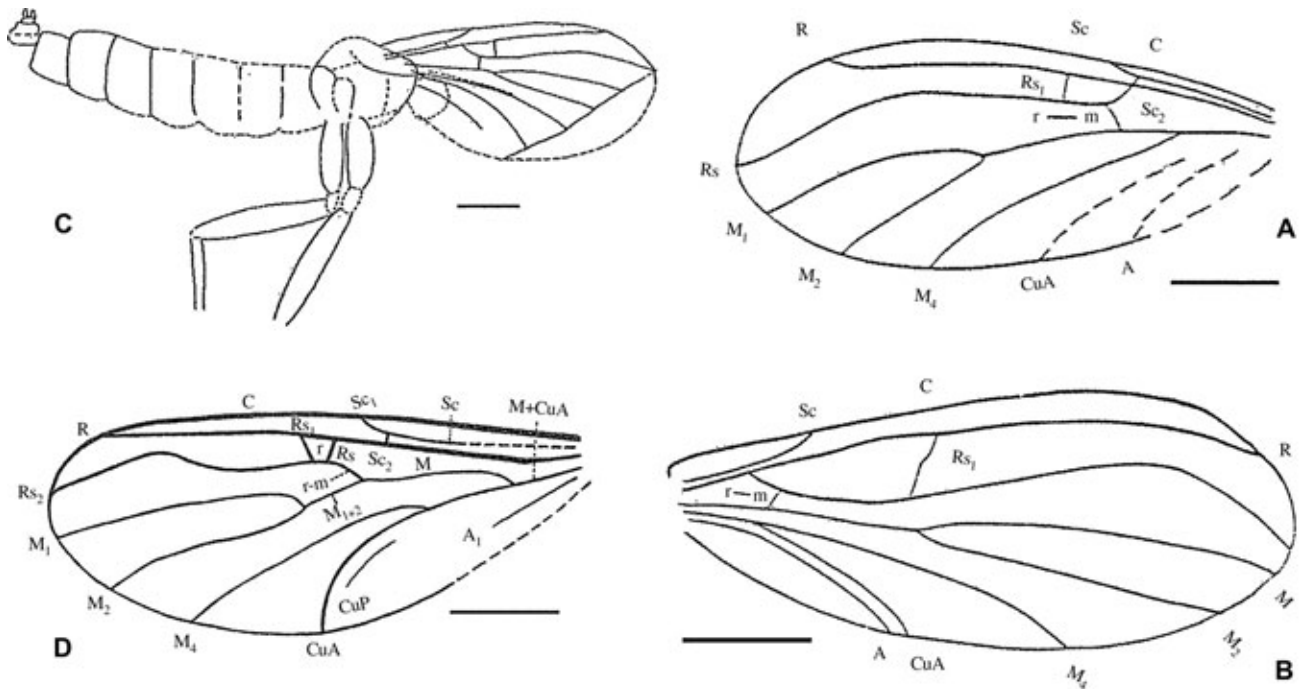 C
R
Sc
C
Rs₁
Sc₂
r — m
Rs
M₁
M₂
M₄
CuA
A
A
C
Sc₁
Sc
M+CuA
R
Rs₁
r
Rs
Sc₂
M
r-m
M₁₊₂
Rs₂
M₁
M₂
M₄
CuA
CuP
A₁
D
C
Sc
Rs₁
R
r—m
M
M₂
M₄
CuA
A
B